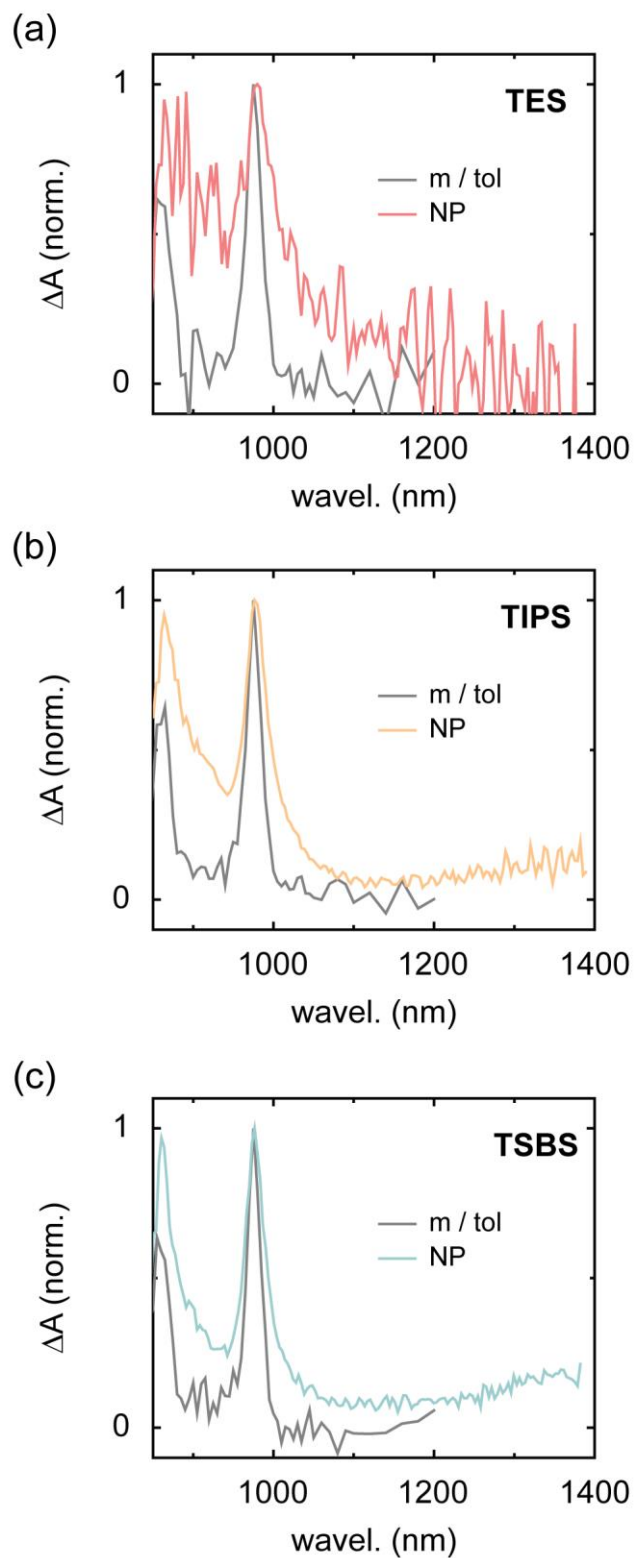 (a)
1
TES
m / tol
NP
ΔA (norm.)
0
1000
1200
1400
wavel. (nm)
(b)
1
TIPS
m / tol
NP
ΔA (norm.)
0
1000
1200
1400
wavel. (nm)
(c)
1
TSBS
m / tol
NP
ΔA (norm.)
0
1000
1200
1400
wavel. (nm)